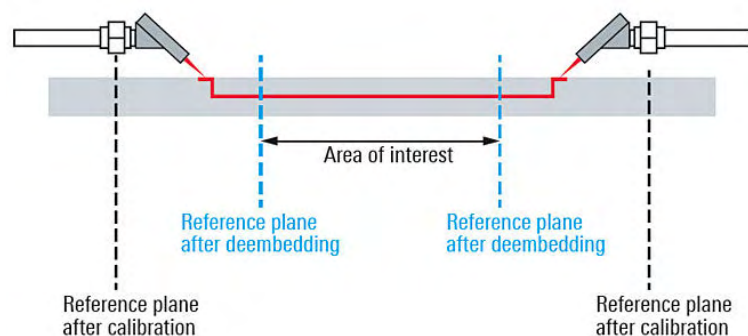 Area of interest
Reference plane
after deembedding
Reference plane
after deembedding
Reference plane
after calibration
Reference plane
after calibration